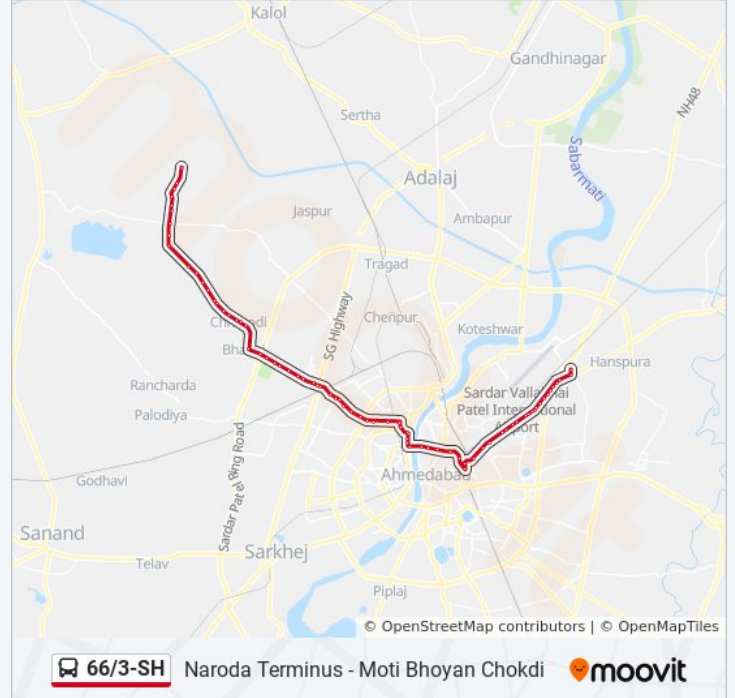 Kalol
Gandhinagar
NH48
Sertha
Sabarmati
Adalaj
Jaspur
Ambapur
Tragad
SG Highway
Chenpur
Koteshwar
Hanspura
Rancharda
Sardar Vallabhai
Patel International
Airport
Palodiya
Sardar Patel Ring Road
Ahmedabad
Godhavi
Sanand
Sarkhej
Telav
Piplaj
© OpenStreetMap contributors | © OpenMapTiles
66/3-SH Naroda Terminus - Moti Bhoyan Chokdi moovit